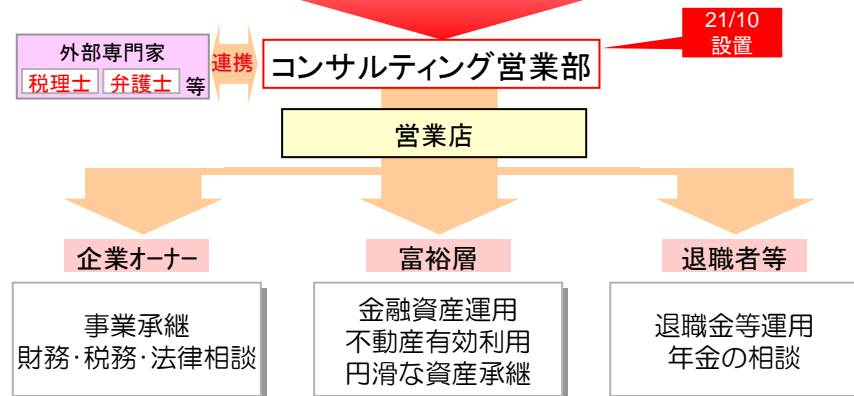 21/10
設置
外部専門家
税理士 弁護士 等
連携
コンサルティング営業部
営業店
企業オーナー
富裕層
退職者等
事業承継
財務・税務・法律相談
金融資産運用
不動産有効利用
円滑な資産承継
退職金等運用
年金の相談